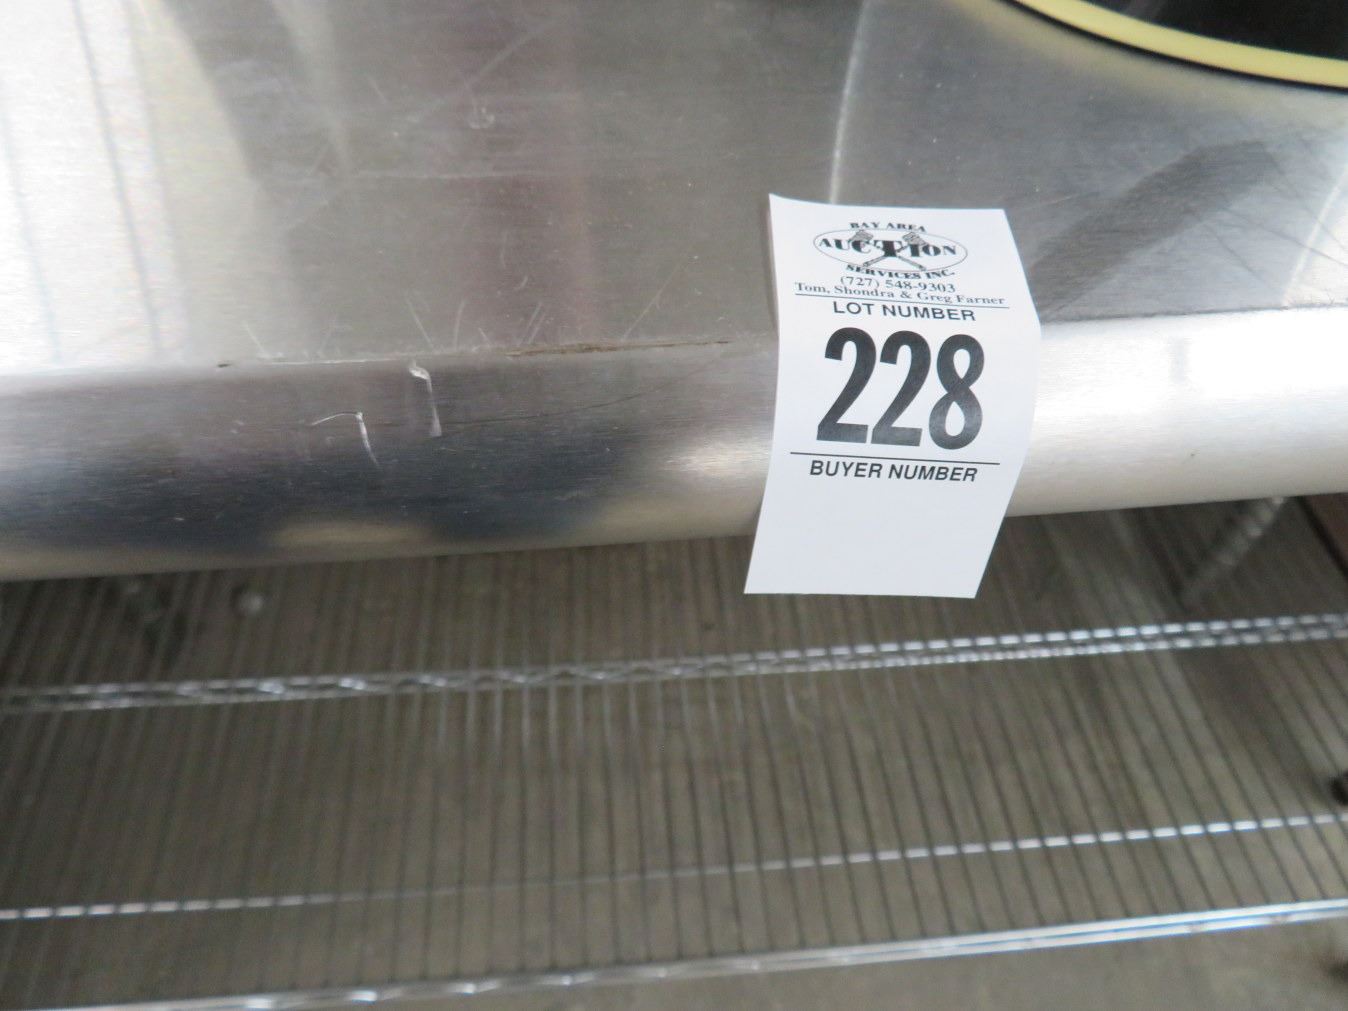 BAY AREA
AUCTION
SERVICES INC.
(727) 548-9303
Tom, Shondra & Greg Farner
LOT NUMBER
228
BUYER NUMBER